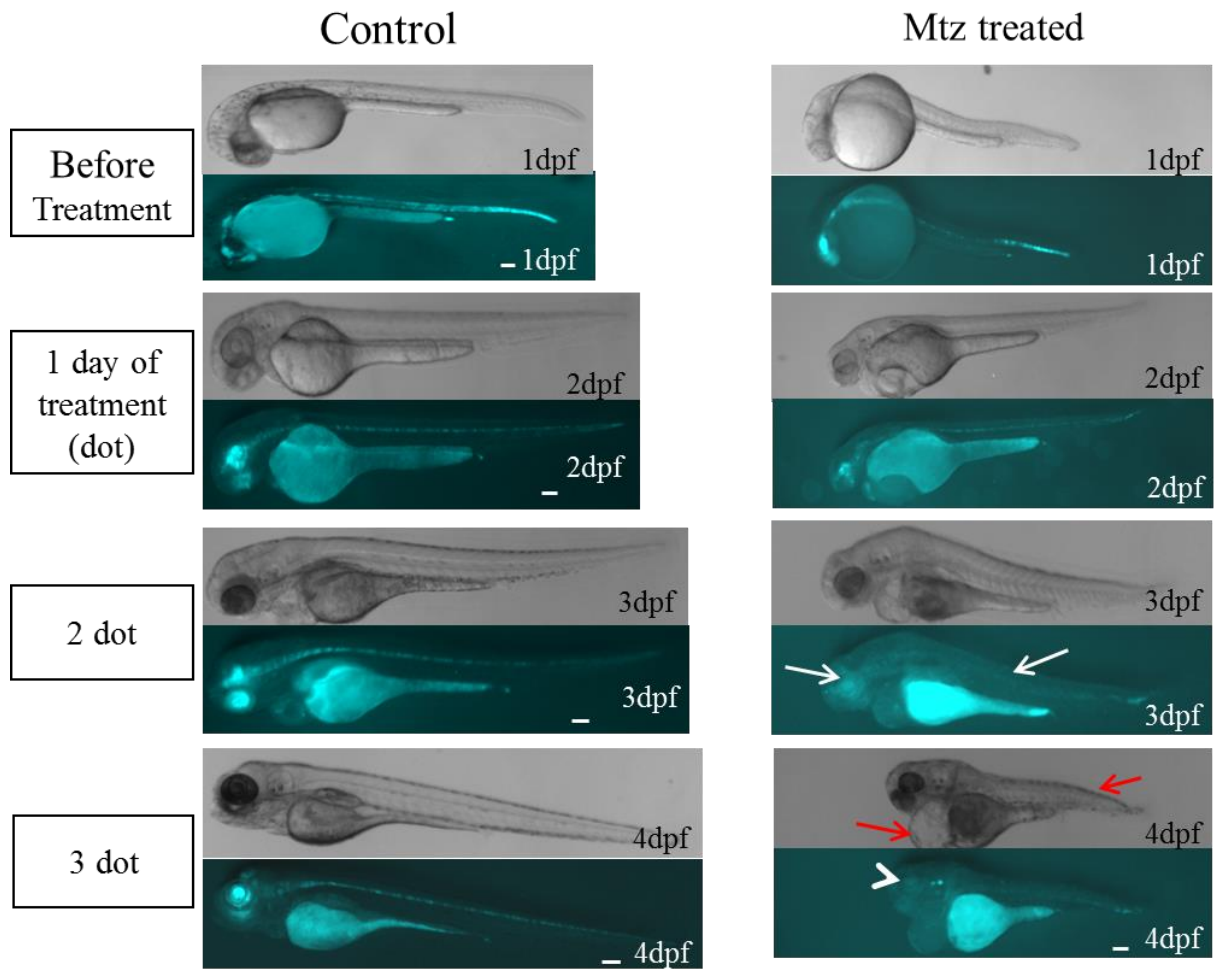 Control
Mtz treated
Before
Treatment
1dpf
1dpf
1dpf
1dpf
1 day of
treatment
(dot)
2dpf
2dpf
2dpf
2dpf
2 dot
3dpf
3dpf
3dpf
3dpf
3 dot
4dpf
4dpf
4dpf
4dpf